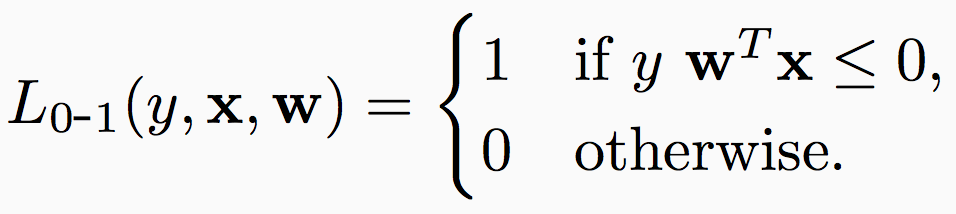 L₀-₁(y, 𝐱, 𝐰) = { 1 if y 𝐰ᵀ𝐱 ≤ 0,
0 otherwise.